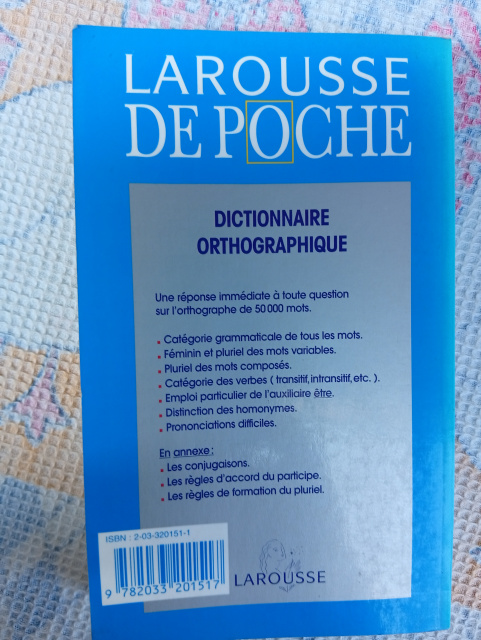 LAROUSSE
DE POCHE
DICTIONNAIRE
ORTHOGRAPHIQUE
Une réponse immédiate à toute question
sur l'orthographe de 50 000 mots.
• Catégorie grammaticale de tous les mots.
• Féminin et pluriel des mots variables.
• Pluriel des mots composés.
• Catégorie des verbes ( transitif, intransitif, etc. ).
• Emploi particulier de l'auxiliaire être.
• Distinction des homonymes.
• Prononciations difficiles.
En annexe :
• Les conjugaisons.
• Les règles d'accord du participe.
• Les règles de formation du pluriel.
ISBN : 2-03-320151-1
9 782033 201517
LAROUSSE